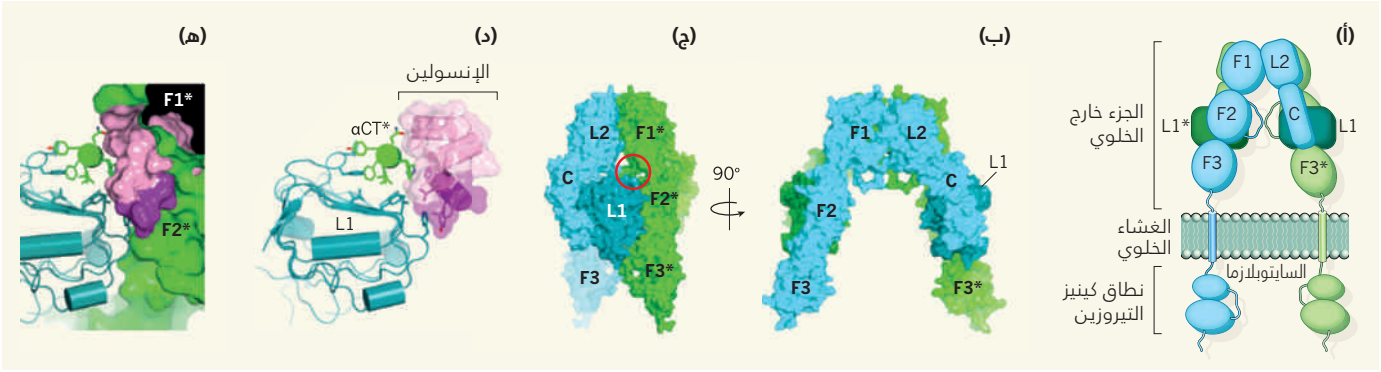 (أ)
F1
L2
الجزء خارج
الخلوي
L1*
F2
C
L1
F3
F3*
الغشاء
الخلوي
السايتوبلازما
نطاق كينيز
التيروزين
(ب)
F1
L2
L1
C
F2
F3
F3*
90°
(ج)
L2
F1*
C
L1
F2*
F3
F3*
(د)
الإنسولين
αCT*
L1
(ه)
F1*
F2*